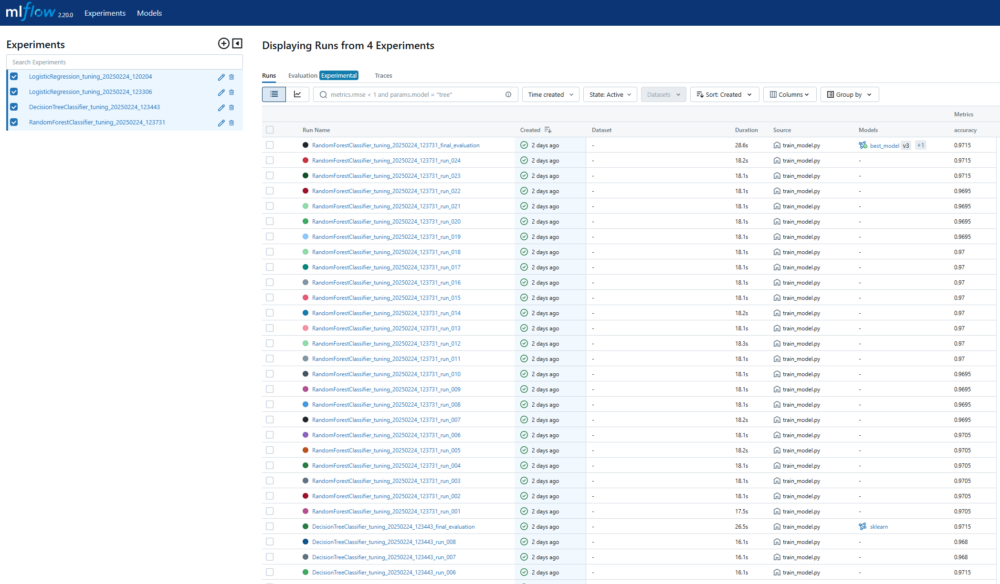 mlflow 2.20.0 Experiments Models
Experiments
Search Experiments
LogisticRegression_tuning_20250224_120204
LogisticRegression_tuning_20250224_123306
DecisionTreeClassifier_tuning_20250224_123443
RandomForestClassifier_tuning_20250224_123731
Displaying Runs from 4 Experiments
Runs Evaluation Experimental Traces
metrics.rmse < 1 and params.model = "tree" Time created State: Active Datasets Sort: Created Columns Group by
Metrics
Run Name Created Dataset Duration Source Models accuracy
RandomForestClassifier_tuning_20250224_123731_final_evaluation 2 days ago - 28.6s train_model.py best_model v3 +1 0.9715
RandomForestClassifier_tuning_20250224_123731_run_024 2 days ago - 18.2s train_model.py - 0.9715
RandomForestClassifier_tuning_20250224_123731_run_023 2 days ago - 18.1s train_model.py - 0.9715
RandomForestClassifier_tuning_20250224_123731_run_022 2 days ago - 18.1s train_model.py - 0.9695
RandomForestClassifier_tuning_20250224_123731_run_021 2 days ago - 18.1s train_model.py - 0.9695
RandomForestClassifier_tuning_20250224_123731_run_020 2 days ago - 18.1s train_model.py - 0.9695
RandomForestClassifier_tuning_20250224_123731_run_019 2 days ago - 18.1s train_model.py - 0.9695
RandomForestClassifier_tuning_20250224_123731_run_018 2 days ago - 18.1s train_model.py - 0.97
RandomForestClassifier_tuning_20250224_123731_run_017 2 days ago - 18.1s train_model.py - 0.97
RandomForestClassifier_tuning_20250224_123731_run_016 2 days ago - 18.1s train_model.py - 0.97
RandomForestClassifier_tuning_20250224_123731_run_015 2 days ago - 18.1s train_model.py - 0.97
RandomForestClassifier_tuning_20250224_123731_run_014 2 days ago - 18.2s train_model.py - 0.97
RandomForestClassifier_tuning_20250224_123731_run_013 2 days ago - 18.1s train_model.py - 0.97
RandomForestClassifier_tuning_20250224_123731_run_012 2 days ago - 18.3s train_model.py - 0.97
RandomForestClassifier_tuning_20250224_123731_run_011 2 days ago - 18.1s train_model.py - 0.97
RandomForestClassifier_tuning_20250224_123731_run_010 2 days ago - 18.1s train_model.py - 0.9695
RandomForestClassifier_tuning_20250224_123731_run_009 2 days ago - 18.1s train_model.py - 0.9695
RandomForestClassifier_tuning_20250224_123731_run_008 2 days ago - 18.1s train_model.py - 0.9695
RandomForestClassifier_tuning_20250224_123731_run_007 2 days ago - 18.2s train_model.py - 0.9695
RandomForestClassifier_tuning_20250224_123731_run_006 2 days ago - 18.1s train_model.py - 0.9705
RandomForestClassifier_tuning_20250224_123731_run_005 2 days ago - 18.2s train_model.py - 0.9705
RandomForestClassifier_tuning_20250224_123731_run_004 2 days ago - 18.1s train_model.py - 0.9705
RandomForestClassifier_tuning_20250224_123731_run_003 2 days ago - 18.1s train_model.py - 0.9705
RandomForestClassifier_tuning_20250224_123731_run_002 2 days ago - 18.1s train_model.py - 0.9705
RandomForestClassifier_tuning_20250224_123731_run_001 2 days ago - 17.5s train_model.py - 0.9705
DecisionTreeClassifier_tuning_20250224_123443_final_evaluation 2 days ago - 26.5s train_model.py sklearn 0.9715
DecisionTreeClassifier_tuning_20250224_123443_run_008 2 days ago - 16.1s train_model.py - 0.968
DecisionTreeClassifier_tuning_20250224_123443_run_007 2 days ago - 16.1s train_model.py - 0.968
DecisionTreeClassifier_tuning_20250224_123443_run_006 2 days ago - 16.1s train_model.py - 0.9715